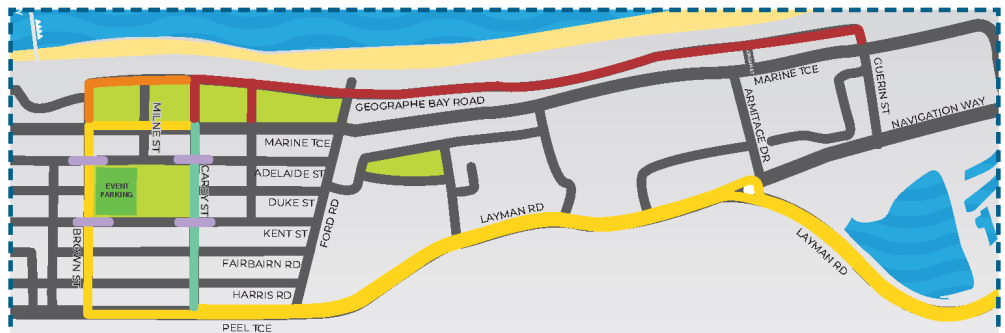 GEOGRAPHE BAY ROAD
MARINE TCE
GUERIN ST
MILNE ST
ARMITAGE DR
NAVIGATION WAY
MARINE TCE
ADELAIDE ST
CAREY ST
EVENT
PARKING
DUKE ST
FORD RD
LAYMAN RD
KENT ST
BROWN ST
LAYMAN RD
FAIRBAIRN RD
HARRIS RD
PEEL TCE